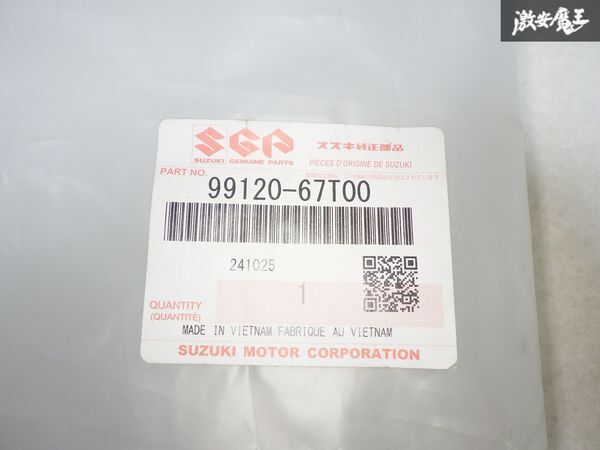 激安魔王
SGP
SUZUKI GENUINE PARTS
スズキ純正部品
PIÈCES D'ORIGINE DE SUZUKI
PART NO.
99120-67T00
241025
1
QUANTITY
(QUANTITÉ)
MADE IN VIETNAM/FABRIQUE AU VIETNAM
SUZUKI MOTOR CORPORATION